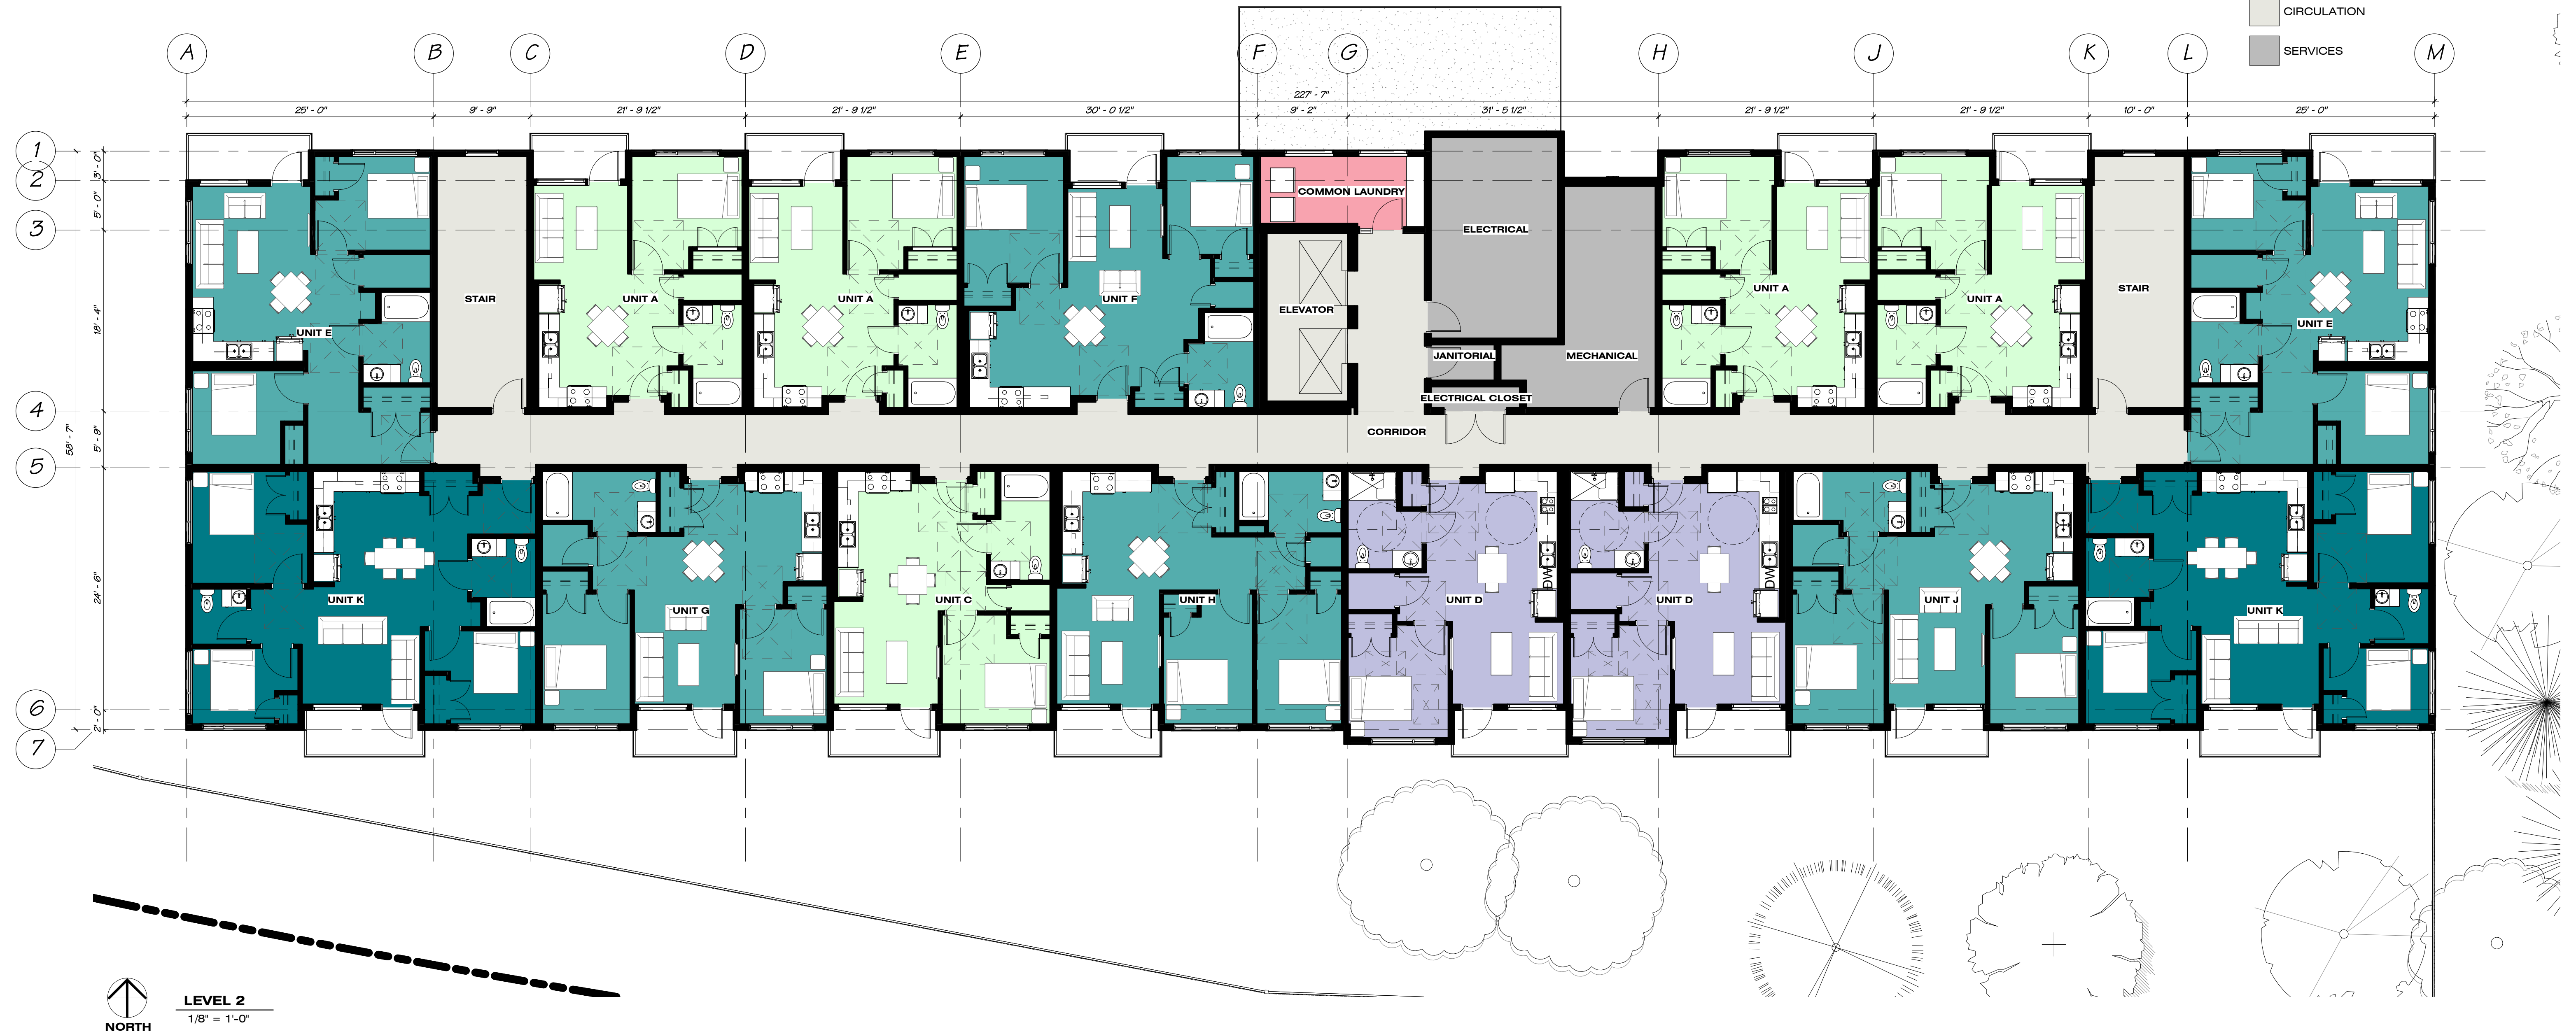 CIRCULATION
SERVICES
A B C D E F G H J K L M
227' - 7"
25' - 0" 9' - 9" 21' - 9 1/2" 21' - 9 1/2" 30' - 0 1/2" 9' - 2" 31' - 5 1/2" 21' - 9 1/2" 21' - 9 1/2" 10' - 0" 25' - 0"
1
2
3
4
5
6
7
3' - 0"
5' - 0"
18' - 4"
5' - 9"
24' - 6"
2' - 0"
58' - 7"
COMMON LAUNDRY
ELECTRICAL
STAIR UNIT A UNIT A UNIT F UNIT A UNIT A STAIR
ELEVATOR
UNIT E UNIT E
JANITORIAL MECHANICAL
ELECTRICAL CLOSET
CORRIDOR
DW DW
UNIT K UNIT G UNIT C UNIT H UNIT D UNIT D UNIT J UNIT K
NORTH
LEVEL 2
1/8" = 1'-0"